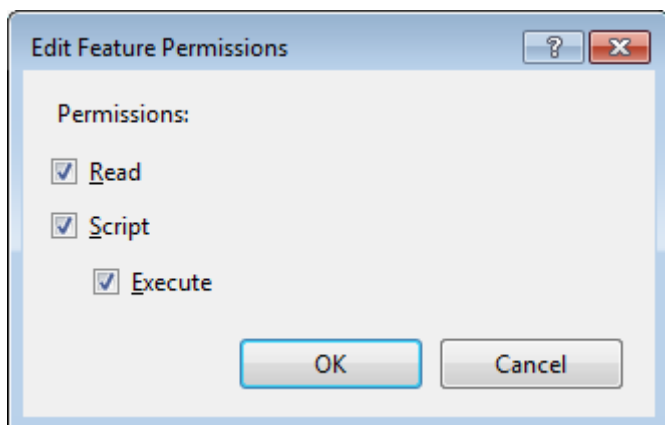 Edit Feature Permissions
Permissions:
Read
Script
Execute
OK Cancel